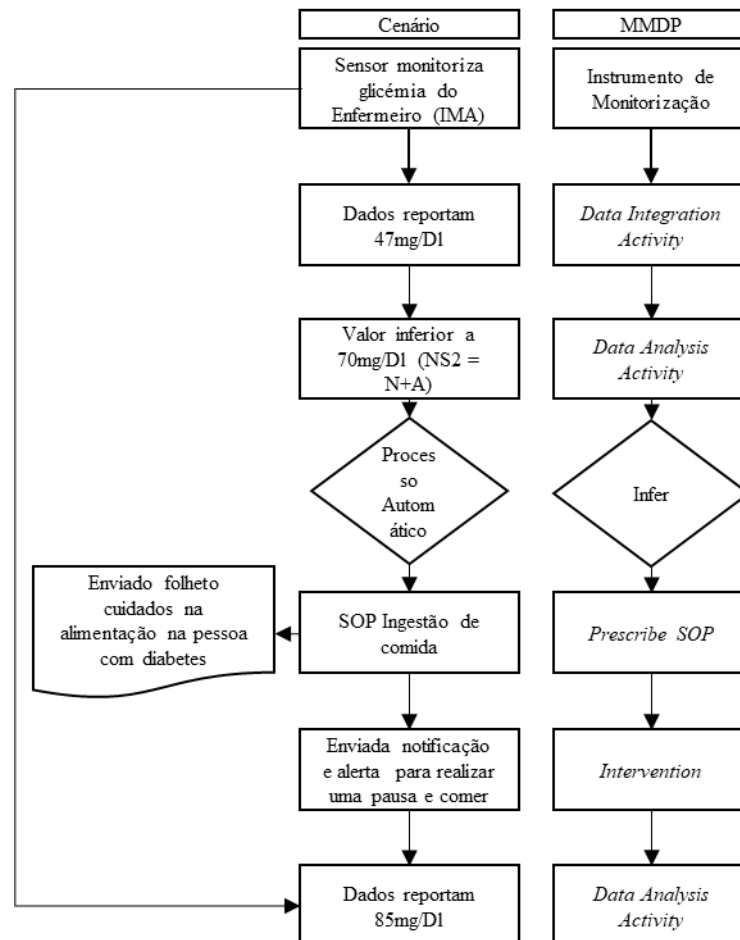 Cenário
MMDP
Sensor monitoriza
glicémia do
Enfermeiro (IMA)
Instrumento de
Monitorização
Dados reportam
47mg/Dl
Data Integration
Activity
Valor inferior a
70mg/Dl (NS2 =
N+A)
Data Analysis
Activity
Proces
so
Autom
ático
Infer
Enviado folheto
cuidados na
alimentação na pessoa
com diabetes
SOP Ingestão de
comida
Prescribe SOP
Enviada notificação
e alerta para realizar
uma pausa e comer
Intervention
Dados reportam
85mg/Dl
Data Analysis
Activity